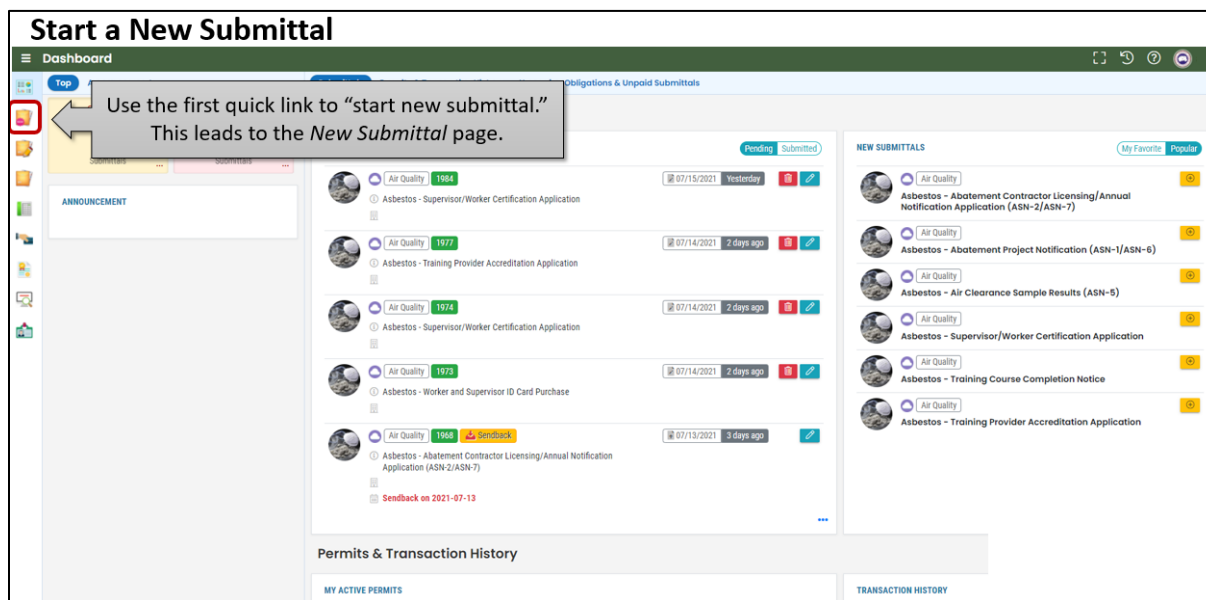 Start a New Submittal
Dashboard
Top
Obligations & Unpaid Submittals
Use the first quick link to “start new submittal.”
This leads to the New Submittal page.
Submittals
...
Submittals
...
ANNOUNCEMENT
Pending Submitted
Air Quality 1984
07/15/2021 Yesterday
Asbestos - Supervisor/Worker Certification Application
Air Quality 1977
07/14/2021 2 days ago
Asbestos - Training Provider Accreditation Application
Air Quality 1974
07/14/2021 2 days ago
Asbestos - Supervisor/Worker Certification Application
Air Quality 1973
07/14/2021 2 days ago
Asbestos - Worker and Supervisor ID Card Purchase
Air Quality 1968 Sendback
07/13/2021 3 days ago
Asbestos - Abatement Contractor Licensing/Annual Notification
Application (ASN-2/ASN-7)
Sendback on 2021-07-13
NEW SUBMITTALS
My Favorite Popular
Air Quality
Asbestos - Abatement Contractor Licensing/Annual
Notification Application (ASN-2/ASN-7)
Air Quality
Asbestos - Abatement Project Notification (ASN-1/ASN-6)
Air Quality
Asbestos - Air Clearance Sample Results (ASN-5)
Air Quality
Asbestos - Supervisor/Worker Certification Application
Air Quality
Asbestos - Training Course Completion Notice
Air Quality
Asbestos - Training Provider Accreditation Application
Permits & Transaction History
MY ACTIVE PERMITS
TRANSACTION HISTORY